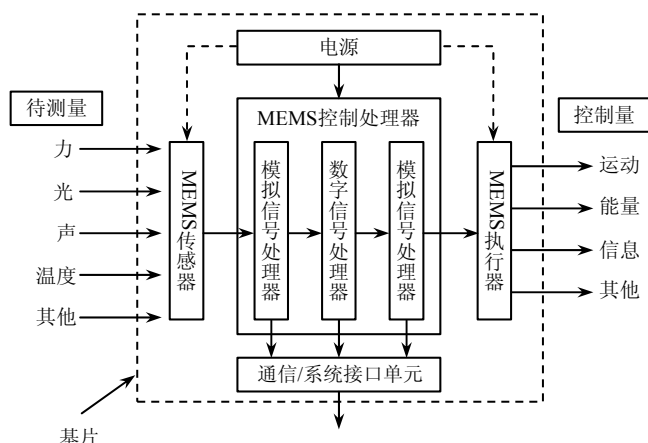 电源
待测量
MEMS控制处理器
控制量
力
光
声
温度
其他
MEMS传感器
模拟信号处理器
数字信号处理器
模拟信号处理器
MEMS执行器
运动
能量
信息
其他
通信/系统接口单元
基片